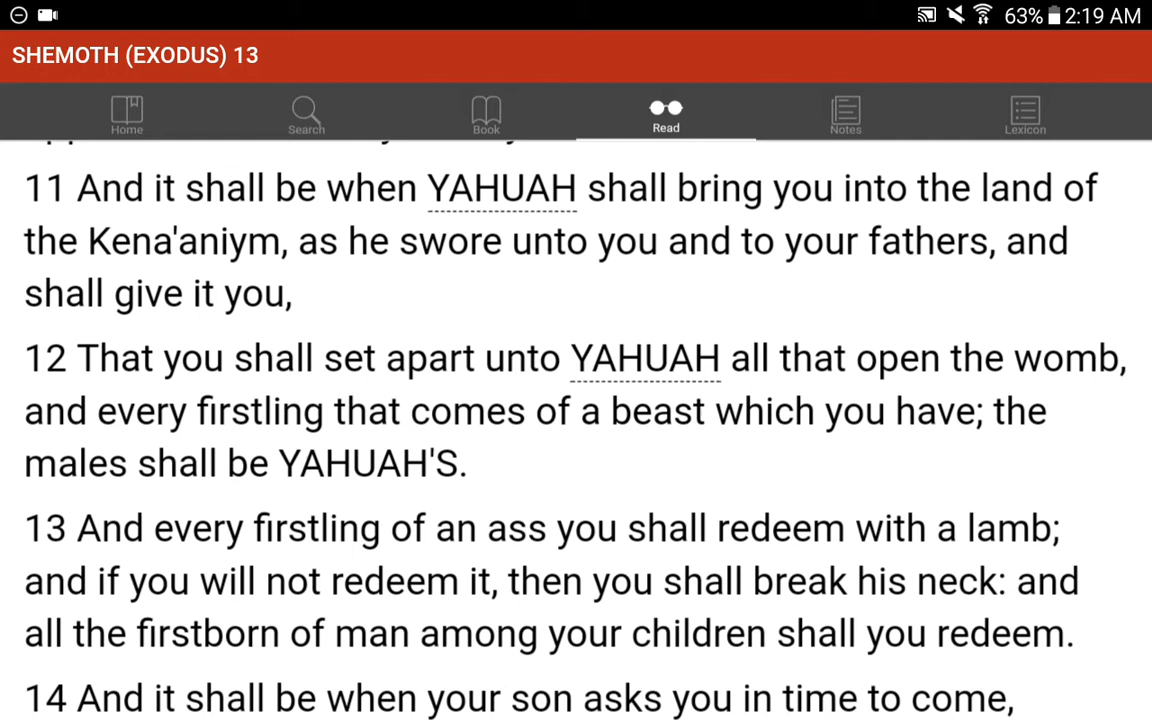 63% 2:19 AM
SHEMOTH (EXODUS) 13
Home Search Book Read Notes Lexicon
11 And it shall be when YAHUAH shall bring you into the land of
the Kena'aniym, as he swore unto you and to your fathers, and
shall give it you,
12 That you shall set apart unto YAHUAH all that open the womb,
and every firstling that comes of a beast which you have; the
males shall be YAHUAH'S.
13 And every firstling of an ass you shall redeem with a lamb;
and if you will not redeem it, then you shall break his neck: and
all the firstborn of man among your children shall you redeem.
14 And it shall be when your son asks you in time to come,